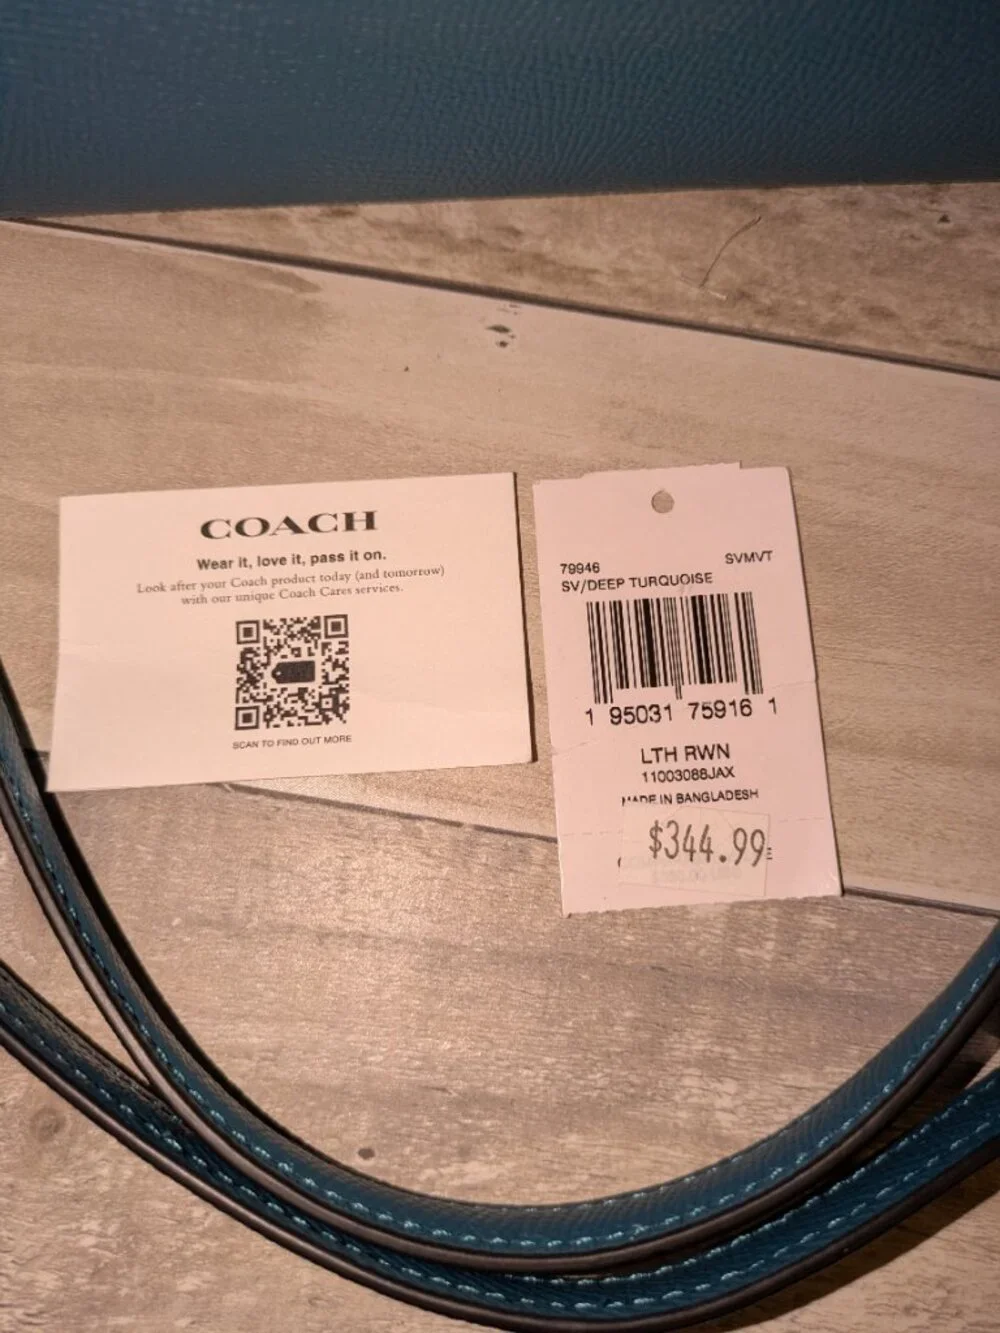 COACH
Wear it, love it, pass it on.
Look after your Coach product today (and tomorrow)
with our unique Coach Cares services.
SCAN TO FIND OUT MORE
79946 SVMVT
SV/DEEP TURQUOISE
1 95031 75916 1
LTH RWN
11003088JAX
MADE IN BANGLADESH
$344.99